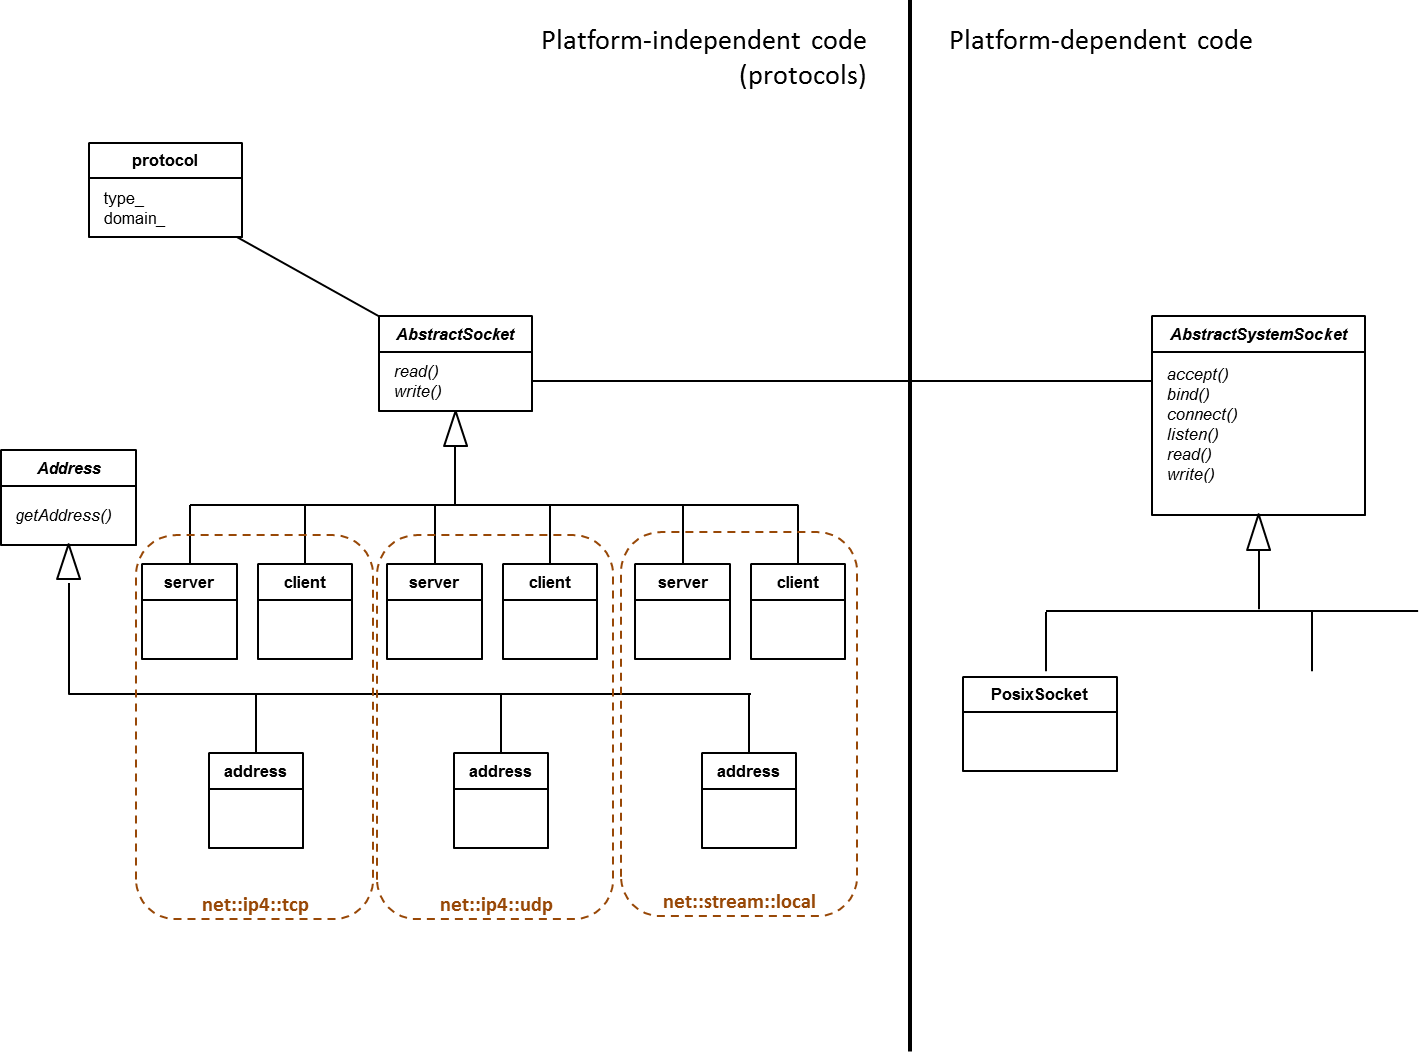 Platform-independent code
(protocols)
Platform-dependent code
protocol
type_
domain_
AbstractSocket
read()
write()
AbstractSystemSocket
accept()
bind()
connect()
listen()
read()
write()
Address
getAddress()
server
client
server
client
server
client
PosixSocket
address
address
address
net::ip4::tcp
net::ip4::udp
net::stream::local